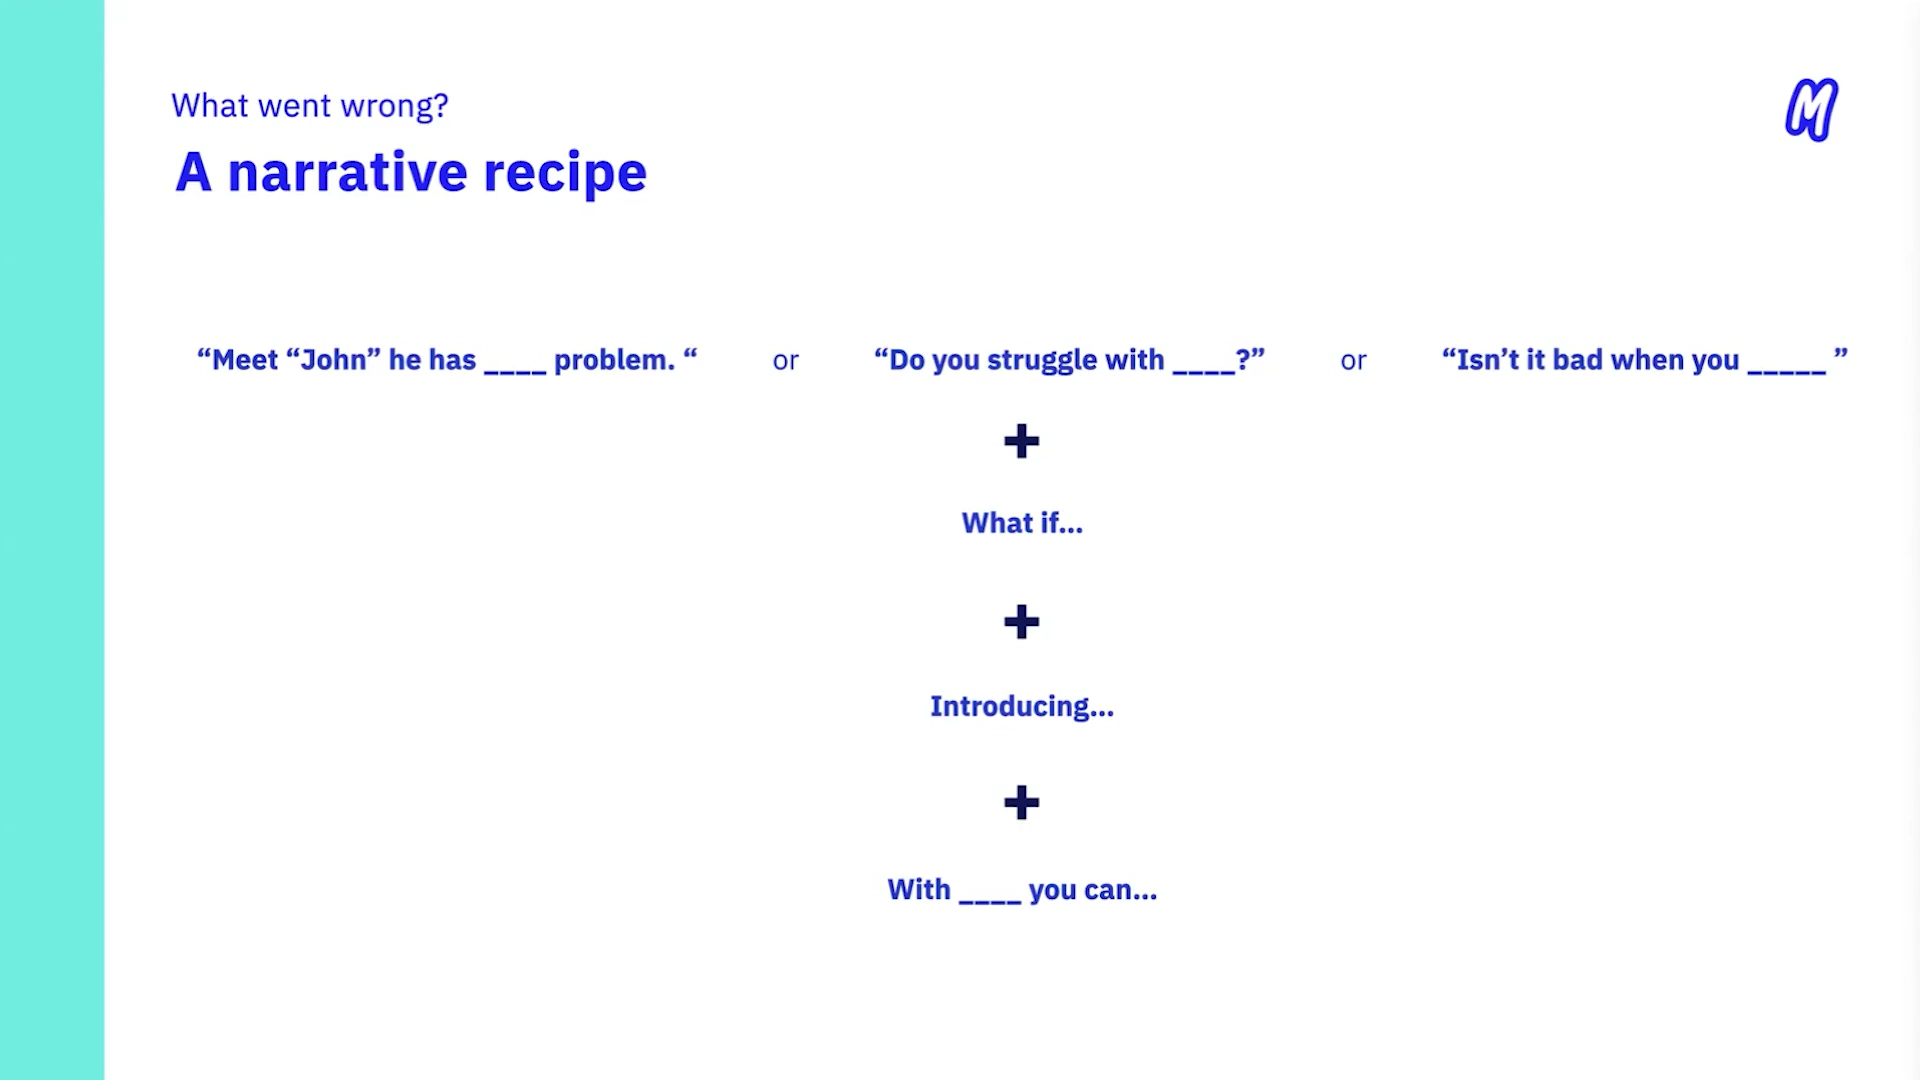 What went wrong?
M
A narrative recipe
“Meet “John” he has ____ problem. “ or “Do you struggle with ____?” or “Isn’t it bad when you _____ ”
+
What if...
+
Introducing...
+
With ____ you can...